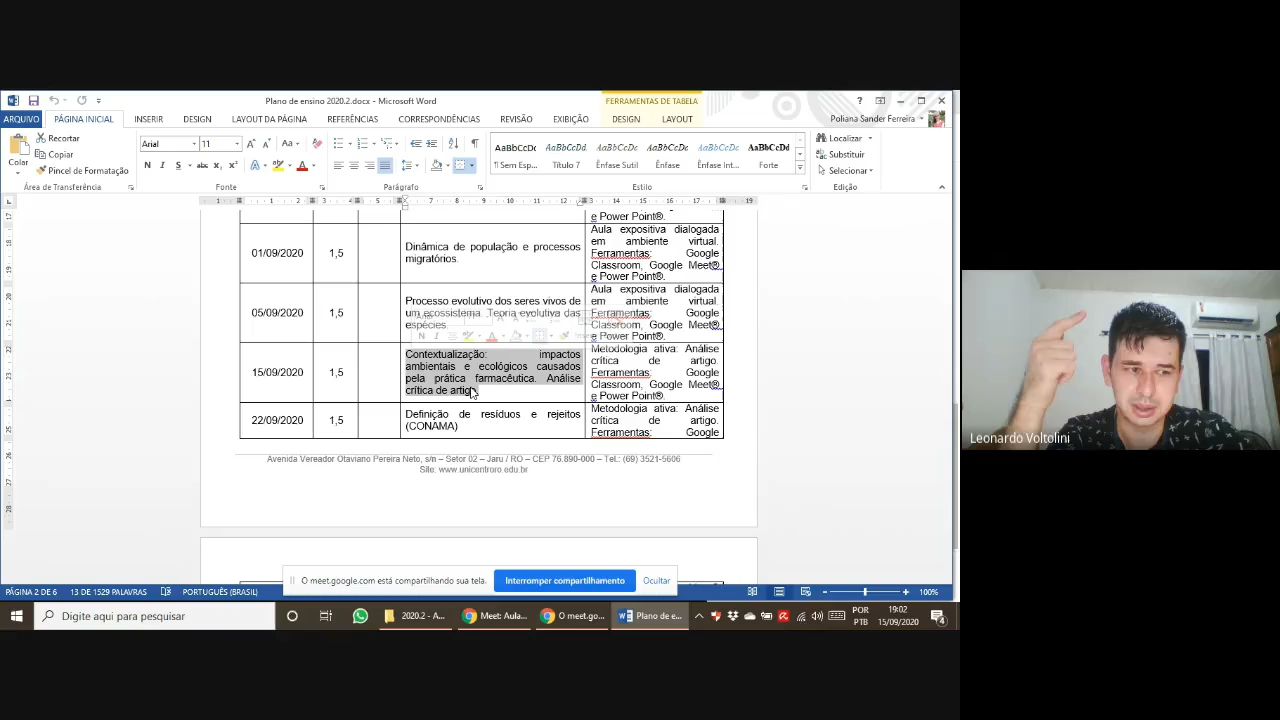 Plano de ensino 2020.2.docx - Microsoft Word
FERRAMENTAS DE TABELA
ARQUIVO PÁGINA INICIAL INSERIR DESIGN LAYOUT DA PÁGINA REFERÊNCIAS CORRESPONDÊNCIAS REVISÃO EXIBIÇÃO DESIGN LAYOUT
Poliana Sander Ferreira
Colar
Recortar
Copiar
Pincel de Formatação
Área de Transferência
Arial 11
Fonte
Parágrafo
AaBbCcDc AaBbCcDc AaBbCcDc AaBbCcDc AaBbCcDc AaBbCcDc
¶ Sem Esp... Título 7 Ênfase Sutil Ênfase Ênfase Int... Forte
Estilo
Localizar
Substituir
Selecionar
Edição
e Power Point®.
01/09/2020
1,5
Dinâmica de população e processos
migratórios.
Aula expositiva dialogada
em ambiente virtual.
Ferramentas: Google
Classroom, Google Meet®
e Power Point®.
05/09/2020
1,5
Processo evolutivo dos seres vivos de
um ecossistema. Teoria evolutiva das
espécies.
Aula expositiva dialogada
em ambiente virtual.
Ferramentas: Google
Classroom, Google Meet®
e Power Point®.
15/09/2020
1,5
Contextualização: impactos
ambientais e ecológicos causados
pela prática farmacêutica. Análise
crítica de artigo
Metodologia ativa: Análise
crítica de artigo.
Ferramentas: Google
Classroom, Google Meet®
e Power Point®.
22/09/2020
1,5
Definição de resíduos e rejeitos
(CONAMA)
Metodologia ativa: Análise
crítica de artigo.
Ferramentas: Google
Avenida Vereador Otaviano Pereira Neto, s/n – Setor 02 – Jaru / RO – CEP 76.890-000 – Tel.: (69) 3521-5606
Site: www.unicentroro.edu.br
O meet.google.com está compartilhando sua tela.
Interromper compartilhamento
Ocultar
PÁGINA 2 DE 6 13 DE 1529 PALAVRAS PORTUGUÊS (BRASIL)
100%
Digite aqui para pesquisar
2020.2 - A...
Meet: Aula...
O meet.go...
Plano de e...
POR
PTB
19:02
15/09/2020
4
Leonardo Voltolini